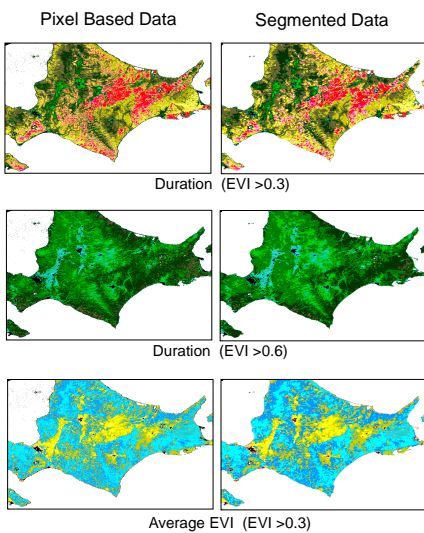 Pixel Based Data
Segmented Data
Duration (EVI >0.3)
Duration (EVI >0.6)
Average EVI (EVI >0.3)